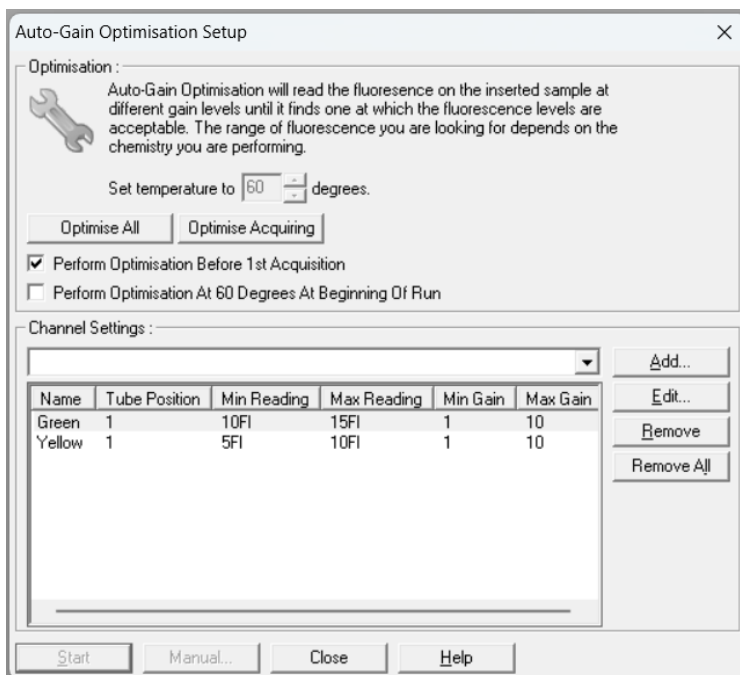 Auto-Gain Optimisation Setup
Optimisation :
Auto-Gain Optimisation will read the fluoresence on the inserted sample at
different gain levels until it finds one at which the fluorescence levels are
acceptable. The range of fluorescence you are looking for depends on the
chemistry you are performing.
Set temperature to 60 degrees.
Optimise All Optimise Acquiring
Perform Optimisation Before 1st Acquisition
Perform Optimisation At 60 Degrees At Beginning Of Run
Channel Settings :
Add...
Name Tube Position Min Reading Max Reading Min Gain Max Gain Edit...
Green 1 10Fl 15Fl 1 10
Remove
Yellow 1 5Fl 10Fl 1 10
Remove All
Start Manual... Close Help